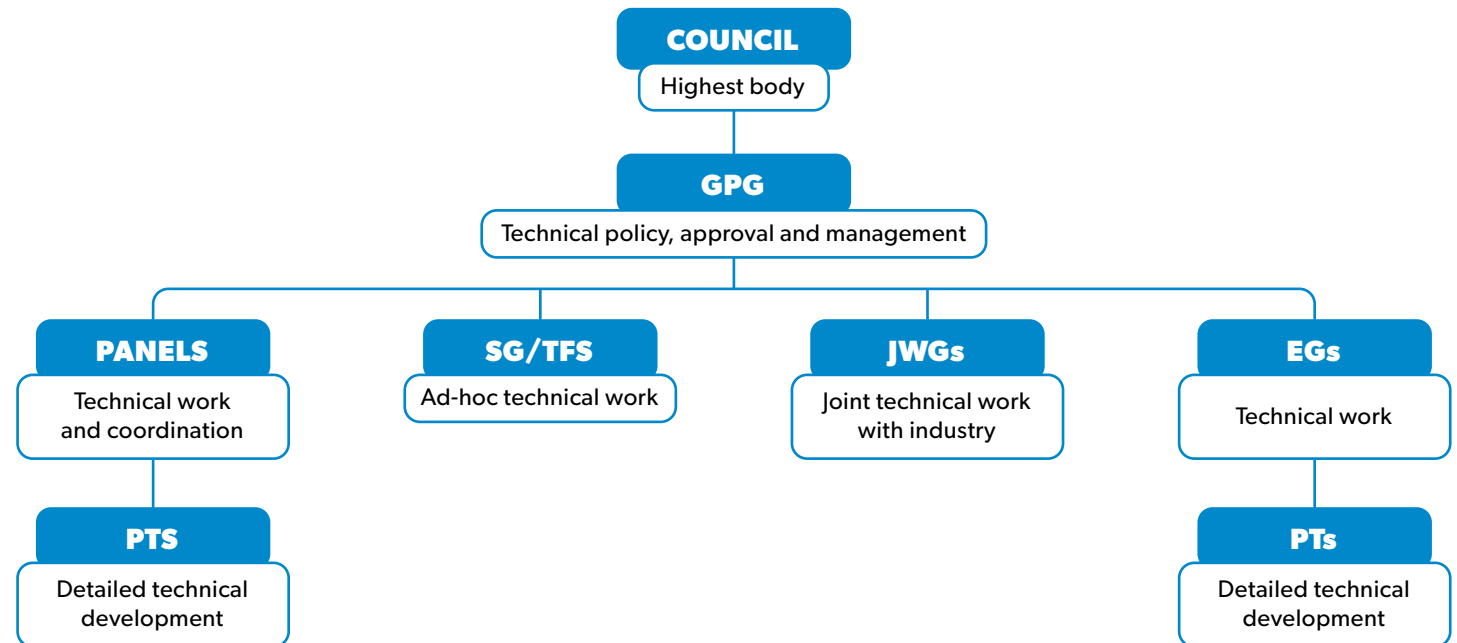 COUNCIL
Highest body
GPG
Technical policy, approval and management
PANELS
Technical work
and coordination
SG/TFS
Ad-hoc technical work
JWGs
Joint technical work
with industry
EGs
Technical work
PTS
Detailed technical
development
PTs
Detailed technical
development